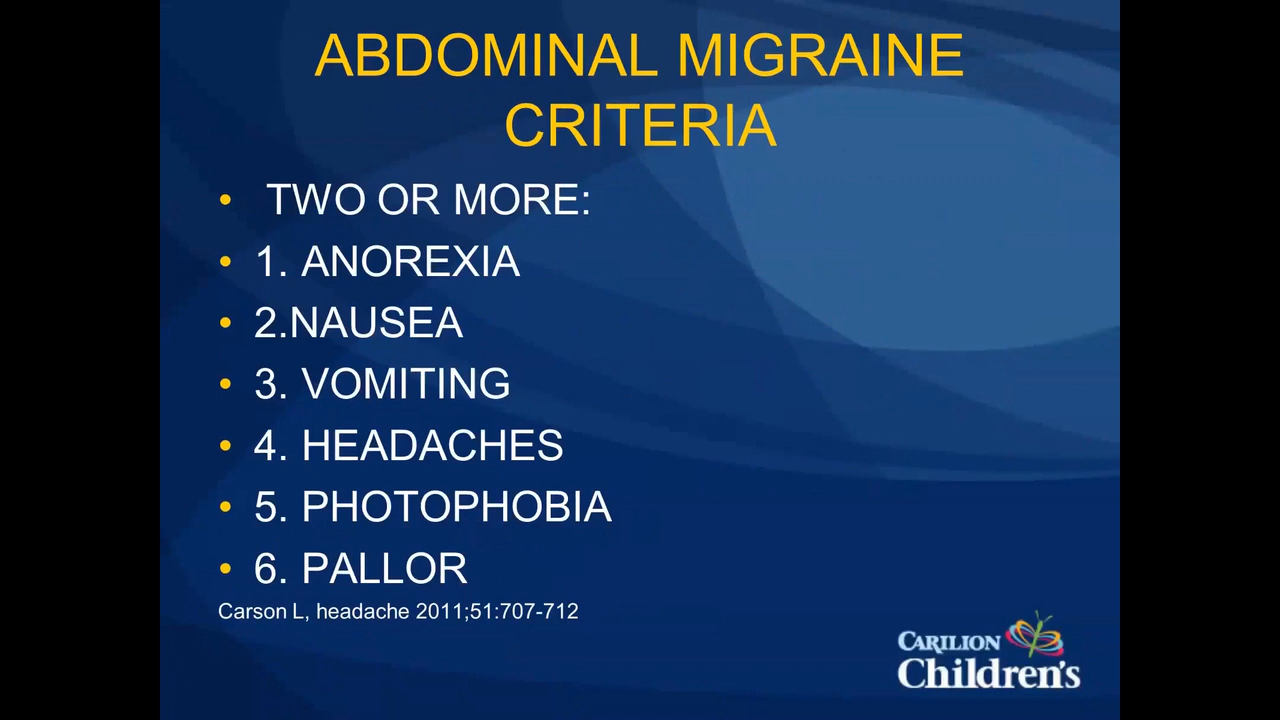 ABDOMINAL MIGRAINE
CRITERIA
• TWO OR MORE:
• 1. ANOREXIA
• 2.NAUSEA
• 3. VOMITING
• 4. HEADACHES
• 5. PHOTOPHOBIA
• 6. PALLOR
Carson L, headache 2011;51:707-712
CARILION
Children's